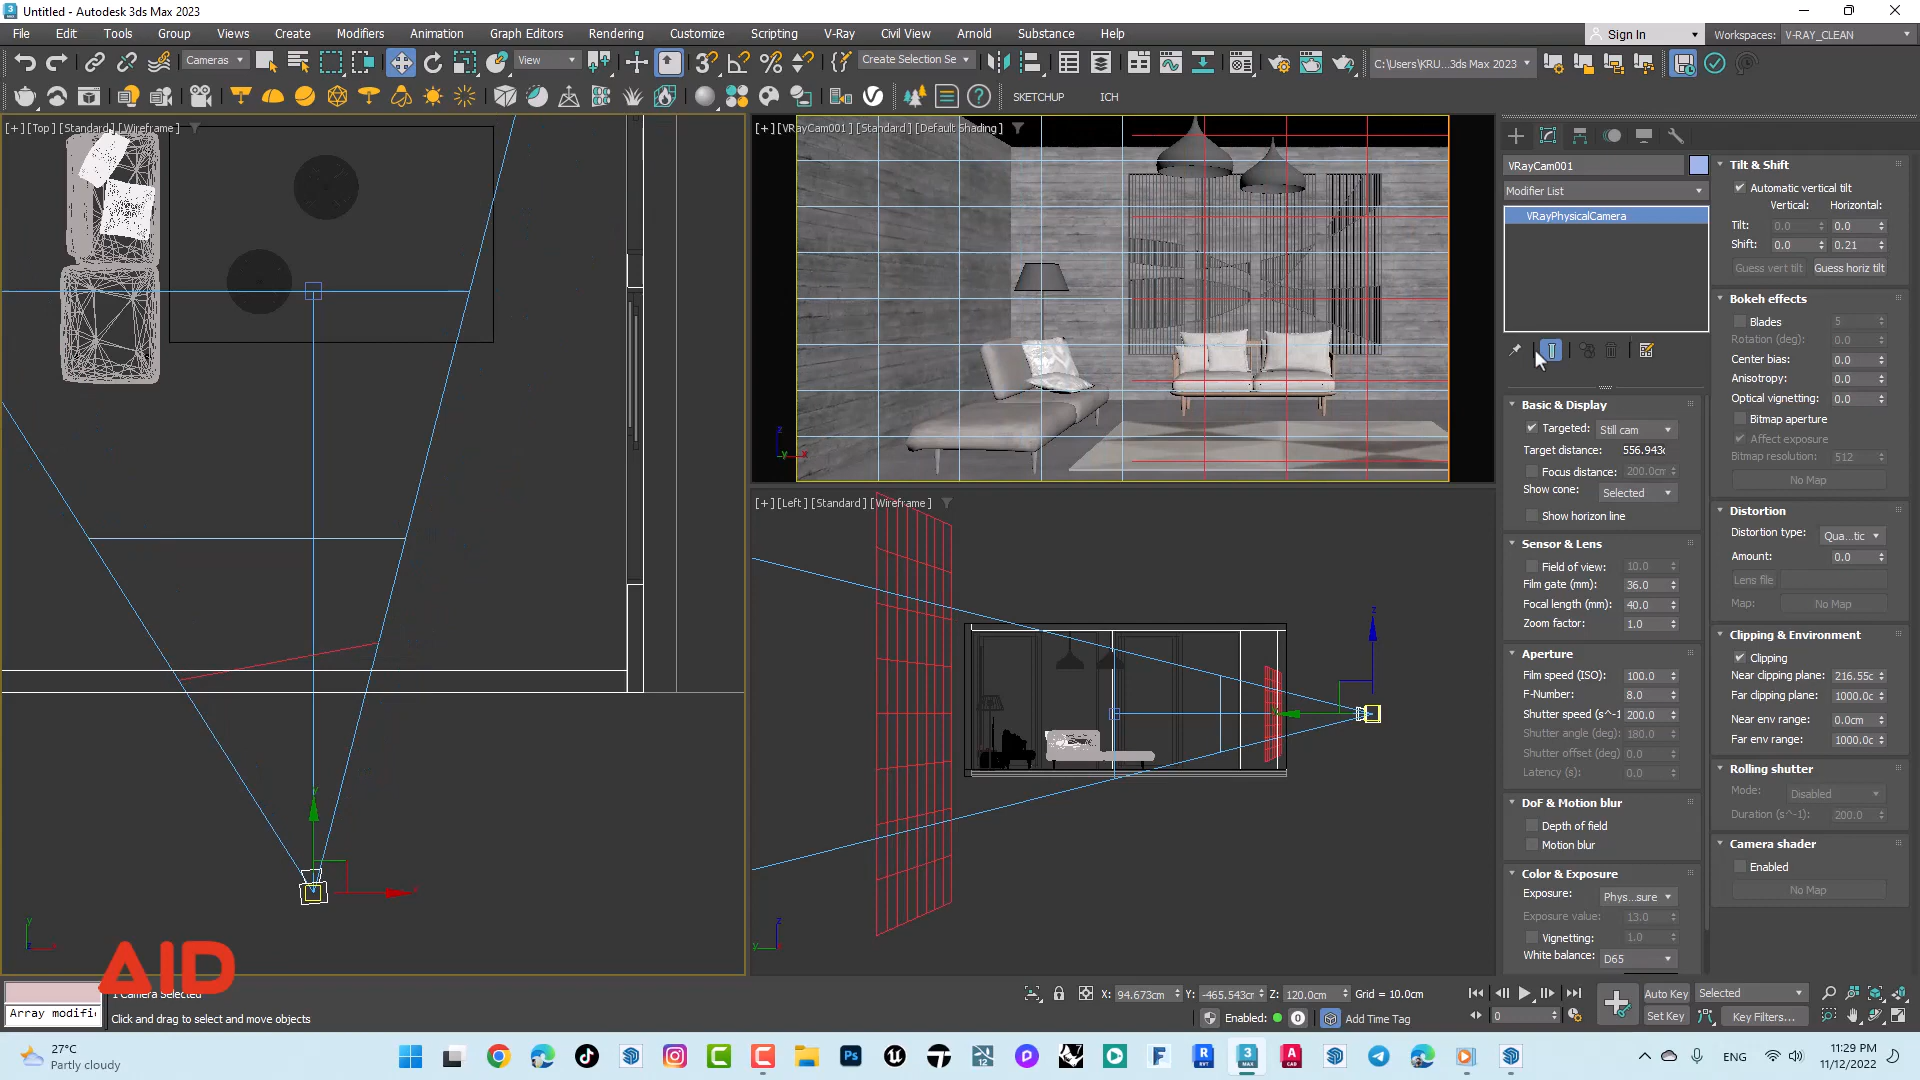 Untitled - Autodesk 3ds Max 2023
File Edit Tools Group Views Create Modifiers Animation Graph Editors Rendering Customize Scripting V-Ray Civil View Arnold Substance Help
Sign In
Workspaces: V-RAY_CLEAN
Cameras
View
Create Selection Se
C:\Users\KRU...3ds Max 2023
SKETCHUP
ICH
[+] [Top] [Standard] [Wireframe]
[+] [VRayCam001] [Standard] [Default Shading]
[+] [Left] [Standard] [Wireframe]
VRayCam001
Modifier List
VRayPhysicalCamera
Basic & Display
Targeted: Still cam
Target distance: 556.943c
Focus distance: 200.0cr
Show cone: Selected
Show horizon line
Sensor & Lens
Field of view: 10.0
Film gate (mm): 36.0
Focal length (mm): 40.0
Zoom factor: 1.0
Aperture
Film speed (ISO): 100.0
F-Number: 8.0
Shutter speed (s^-1 200.0
Shutter angle (deg): 180.0
Shutter offset (deg) 0.0
Latency (s): 0.0
DoF & Motion blur
Depth of field
Motion blur
Color & Exposure
Exposure: Phys...sure
Exposure value: 13.0
Vignetting: 1.0
White balance: D65
Tilt & Shift
Automatic vertical tilt
Vertical: Horizontal:
Tilt: 0.0 0.0
Shift: 0.0 0.21
Guess vert tilt Guess horiz tilt
Bokeh effects
Blades 5
Rotation (deg): 0.0
Center bias: 0.0
Anisotropy: 0.0
Optical vignetting: 0.0
Bitmap aperture
Affect exposure
Bitmap resolution: 512
No Map
Distortion
Distortion type: Qua...tic
Amount: 0.0
Lens file
Map: No Map
Clipping & Environment
Clipping
Near clipping plane: 216.55c
Far clipping plane: 1000.0c
Near env range: 0.0cm
Far env range: 1000.0c
Rolling shutter
Mode: Disabled
Duration (s^-1): 200.0
Camera shader
Enabled
No Map
AID
1 Camera Selected
Array modifi
Click and drag to select and move objects
X: 94.673cm Y: -465.543cr Z: 120.0cm Grid = 10.0cm
Enabled: 0 Add Time Tag
0
Auto Key Selected
Set Key Key Filters...
27°C
Partly cloudy
ENG
11:29 PM
11/12/2022